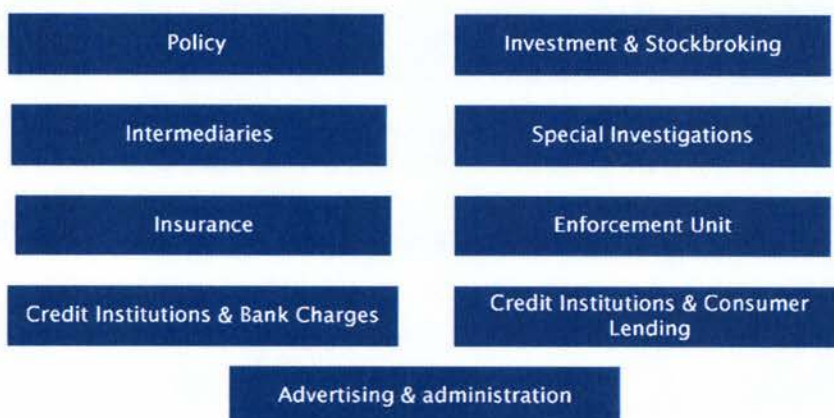 Policy
Investment & Stockbroking
Intermediaries
Special Investigations
Insurance
Enforcement Unit
Credit Institutions & Bank Charges
Credit Institutions & Consumer
Lending
Advertising & administration